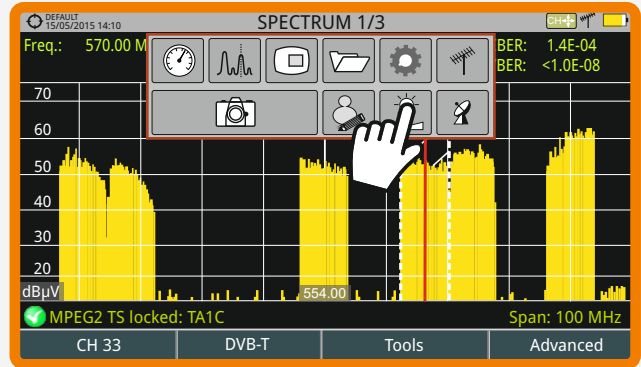 DEFAULT
15/05/2015 14:10
SPECTRUM 1/3
CH
Freq.: 570.00 M
BER: 1.4E-04
BER: <1.0E-08
70
60
50
40
30
20
dBµV
554.00
MPEG2 TS locked: TA1C
Span: 100 MHz
CH 33
DVB-T
Tools
Advanced